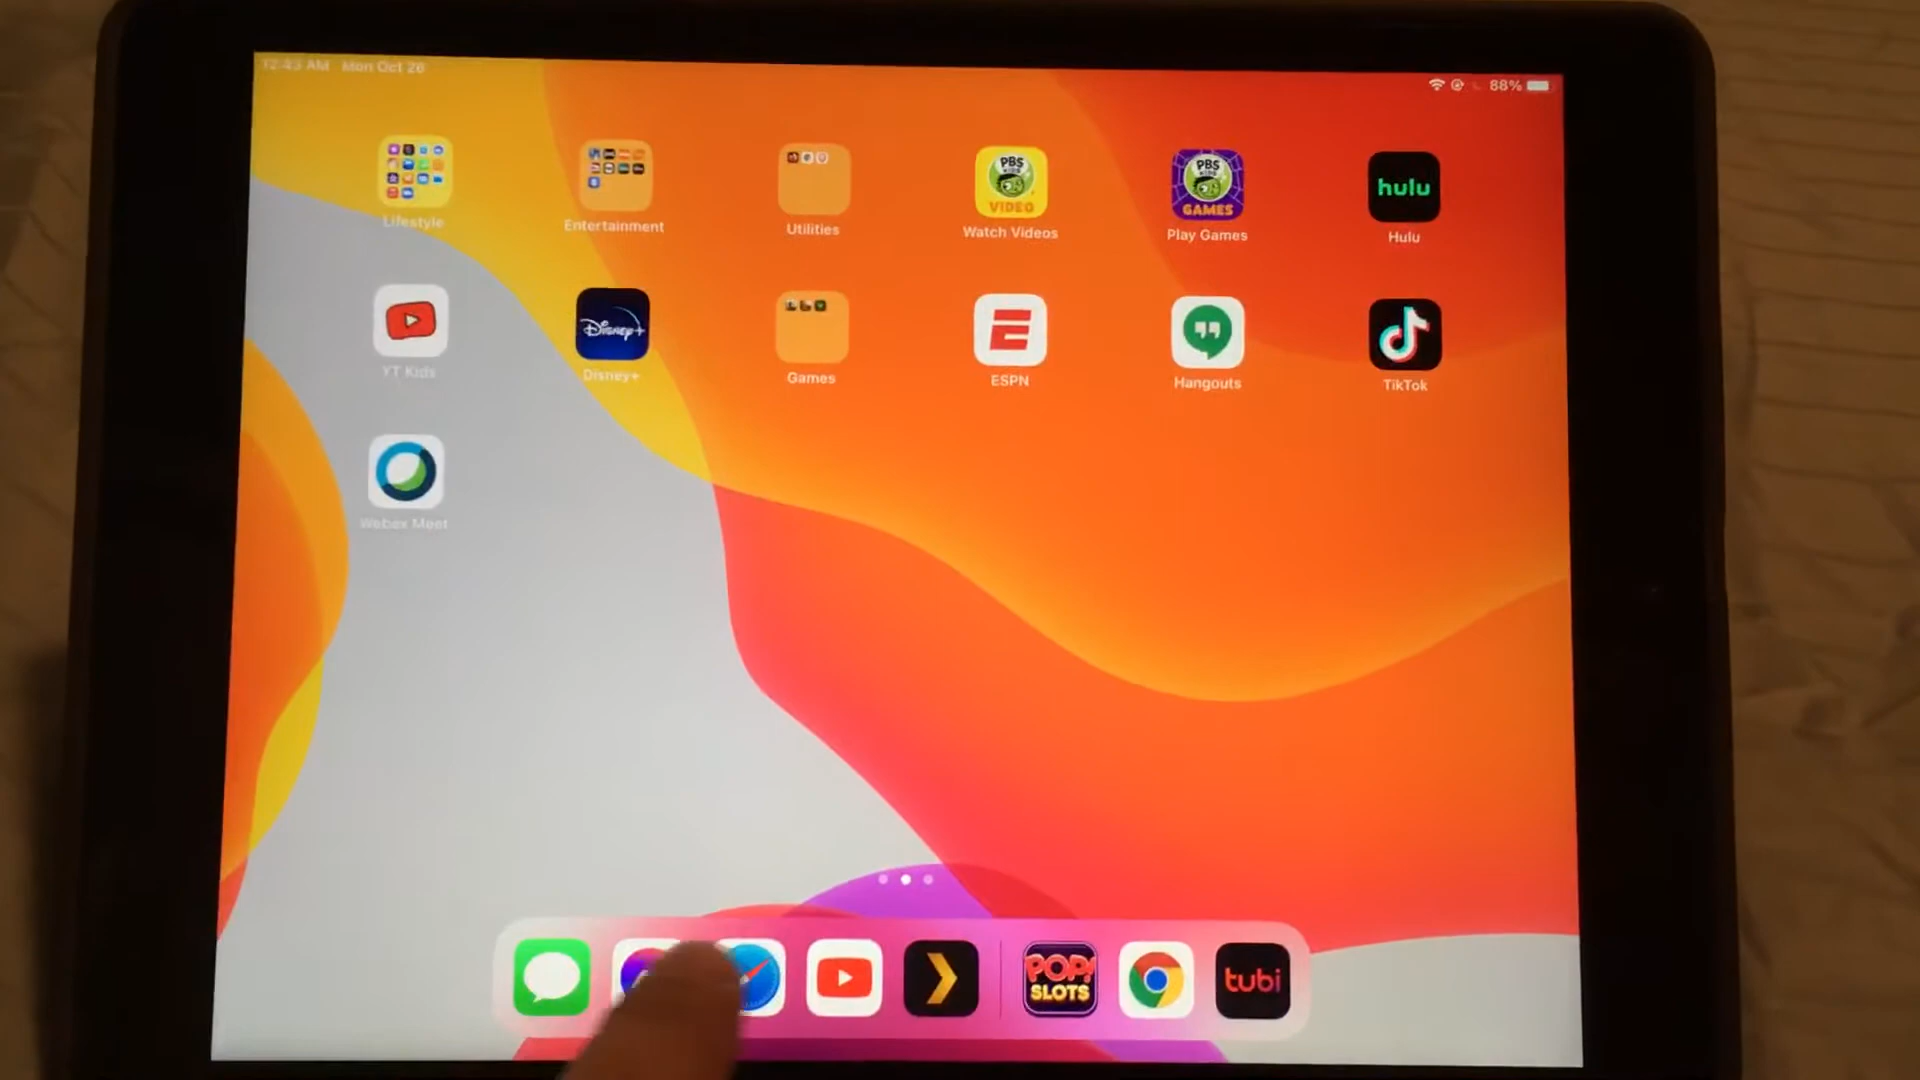 12:43 AM Mon Oct 26
88%
PBS
KIDS
VIDEO
PBS
KIDS
GAMES
hulu
Lifestyle
Entertainment
Utilities
Watch Videos
Play Games
Hulu
Disney+
YT Kids
Disney+
Games
ESPN
Hangouts
TikTok
Webex Meet
POP!
SLOTS
tubi